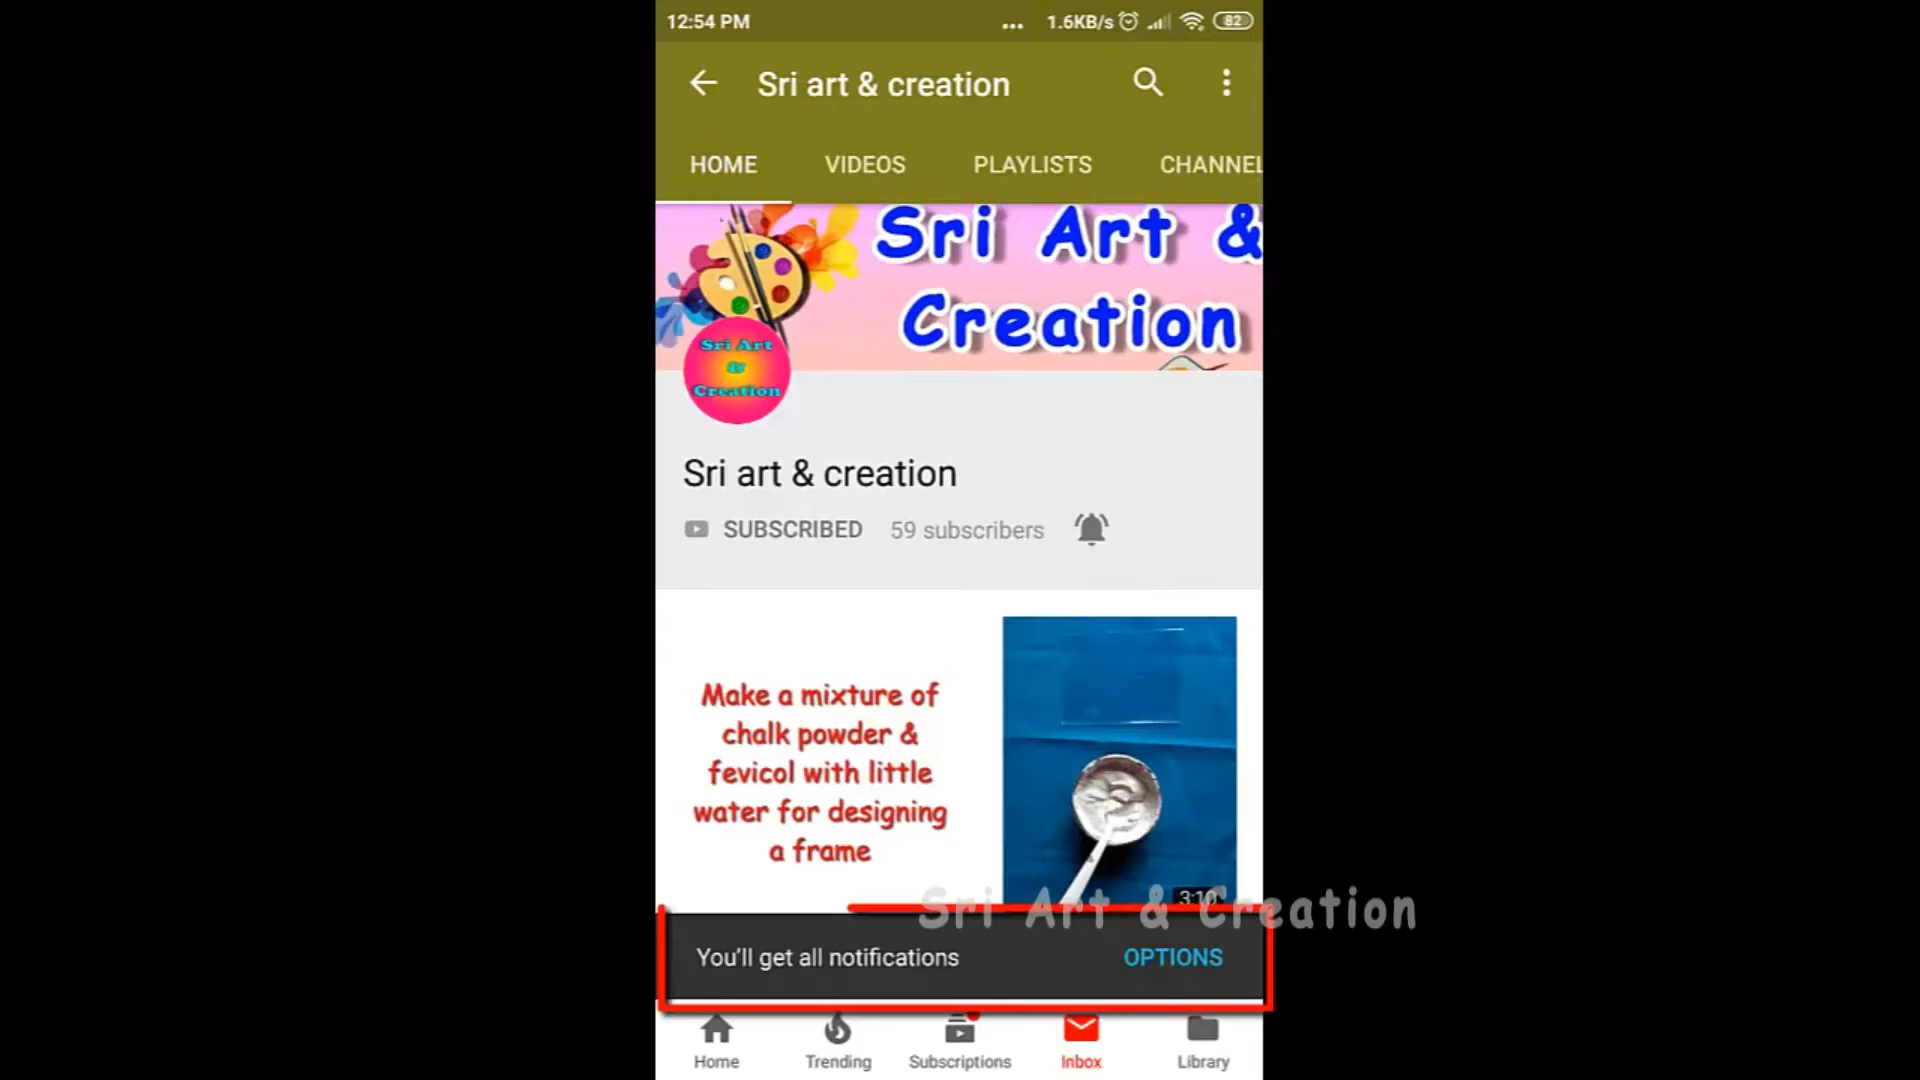 12:54 PM
... 1.6KB/s 82
Sri art & creation
HOME VIDEOS PLAYLISTS CHANNEL
Sri Art &
Creation
Sri Art
&
Creation
Sri art & creation
SUBSCRIBED 59 subscribers
Make a mixture of
chalk powder &
fevicol with little
water for designing
a frame
3:10
Sri Art & Creation
You'll get all notifications OPTIONS
Home Trending Subscriptions Inbox Library